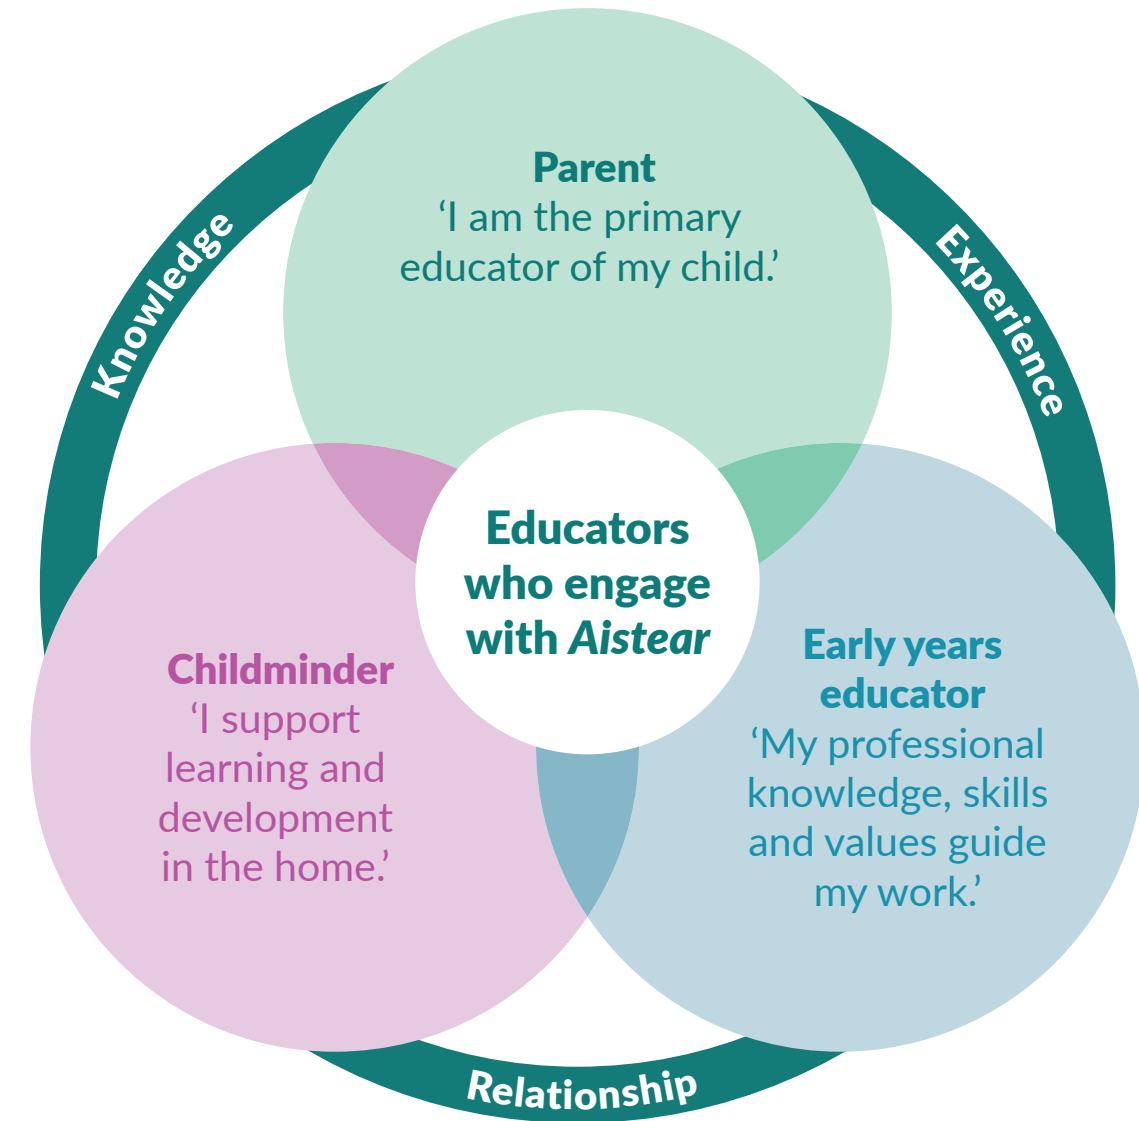 Parent
‘I am the primary
educator of my child.’
Knowledge
Experience
Educators
who engage
with Aistear
Childminder
‘I support
learning and
development
in the home.’
Early years
educator
‘My professional
knowledge, skills
and values guide
my work.’
Relationship